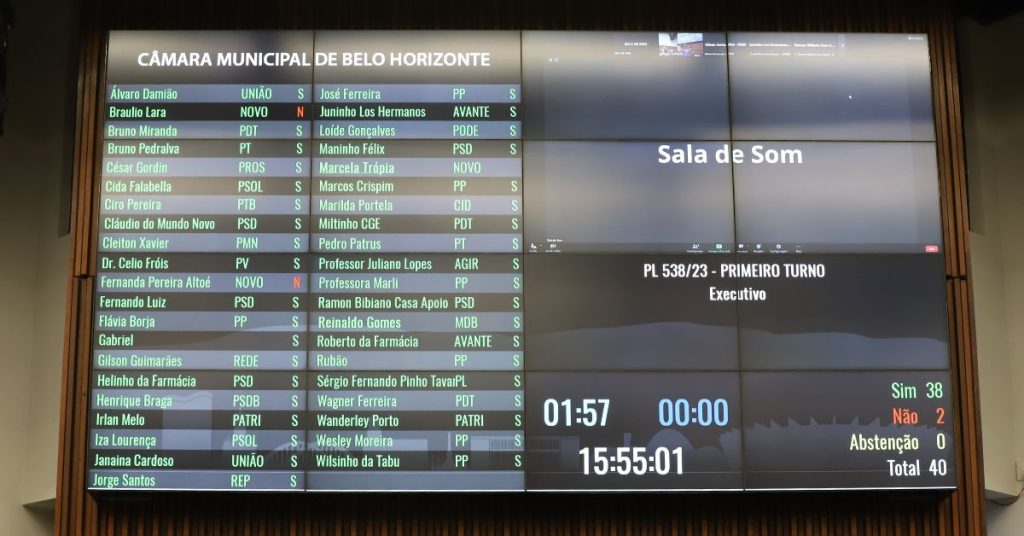 CÂMARA MUNICIPAL DE BELO HORIZONTE
Álvaro Damião UNIÃO S
Braulio Lara NOVO N
Bruno Miranda PDT S
Bruno Pedralva PT S
César Gordin PROS S
Cida Falabella PSOL S
Ciro Pereira PTB S
Cláudio do Mundo Novo PSD S
Cleiton Xavier PMN S
Dr. Celio Fróis PV S
Fernanda Pereira Altoé NOVO N
Fernando Luiz PSD S
Flávia Borja PP S
Gabriel S
Gilson Guimarães REDE S
Helinho da Farmácia PSD S
Henrique Braga PSDB S
Irlan Melo PATRI S
Iza Lourença PSOL S
Janaina Cardoso UNIÃO S
Jorge Santos REP S
José Ferreira PP S
Juninho Los Hermanos AVANTE S
Loíde Gonçalves PODE S
Maninho Félix PSD S
Marcela Trópia NOVO
Marcos Crispim PP S
Marilda Portela CID S
Miltinho CGE PDT S
Pedro Patrus PT S
Professor Juliano Lopes AGIR S
Professora Marli PP S
Ramon Bibiano Casa Apoio PSD S
Reinaldo Gomes MDB S
Roberto da Farmácia AVANTE S
Rubão PP S
Sérgio Fernando Pinho Tavar PL S
Wagner Ferreira PDT S
Wanderley Porto PATRI S
Wesley Moreira PP S
Wilsinho da Tabu PP S
Sala de Som
PL 538/23 - PRIMEIRO TURNO
Executivo
01:57 00:00
15:55:01
Sim 38
Não 2
Abstenção 0
Total 40